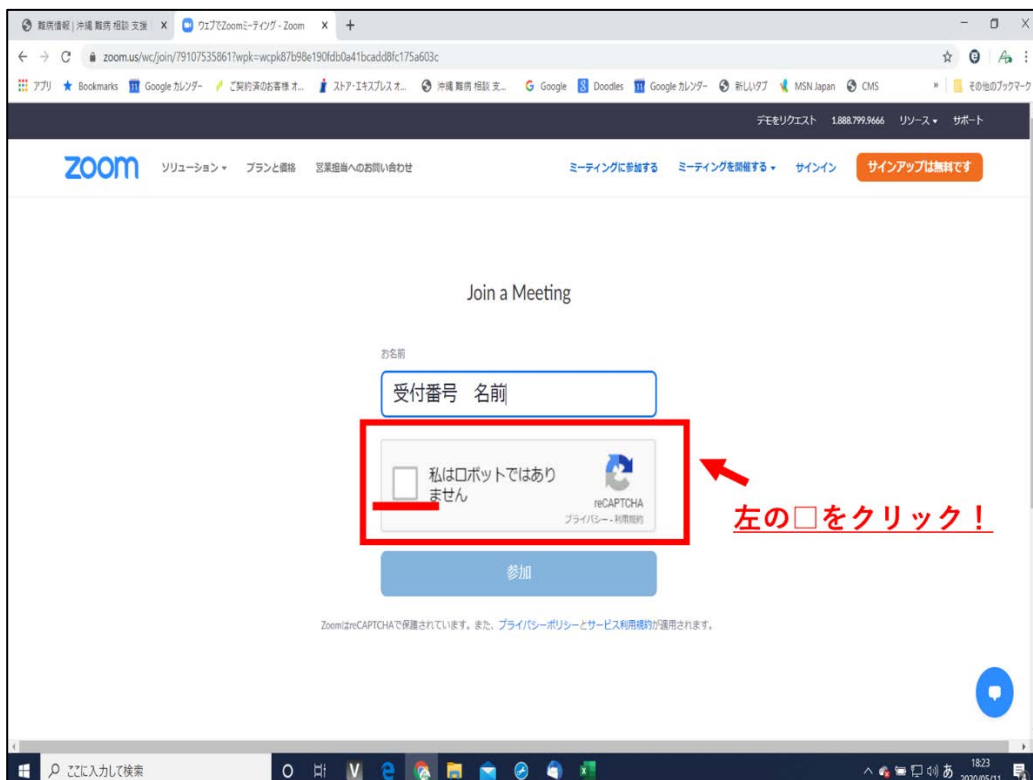 難病情報|沖縄 難病 相談 支援
ウェブでZoomミーティング - Zoom
zoom.us/wc/join/79107535861?wpk=wcpk87b98e190fdb0a41bcadd8fc175a603c
アプリ Bookmarks Google カレンダー ご契約済のお客様 オ... ストア・エキスプレス オ... 沖縄 難病 相談 支... Google Doodles Google カレンダー 新しいタブ MSN Japan CMS » その他のブックマーク
デモをリクエスト 1.888.799.9666 リソース サポート
zoom ソリューション プランと価格 営業担当へのお問い合わせ ミーティングに参加する ミーティングを開催する サインイン サインアップは無料です
Join a Meeting
お名前
受付番号 名前
私はロボットではあり
ません
reCAPTCHA
プライバシー - 利用規約
左の□をクリック！
参加
ZoomはreCAPTCHAで保護されています。また、プライバシーポリシーとサービス利用規約が適用されます。
ここに入力して検索
あ
18:23
2020/05/11